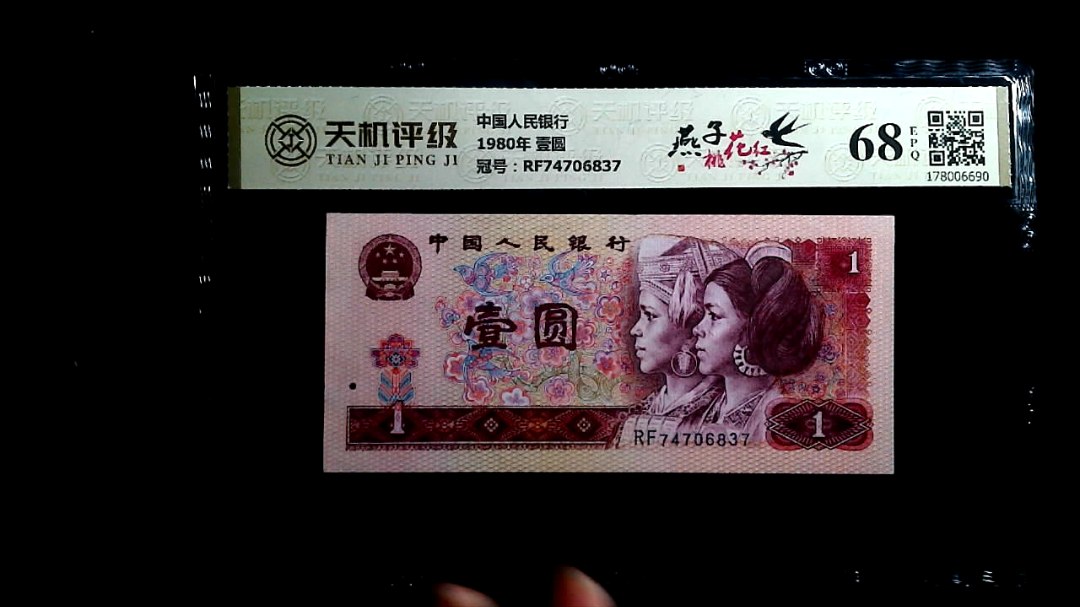 天机评级
TIAN JI PING JI
中国人民银行
1980年 壹圆
冠号：RF74706837
燕子
桃花红
68
EPQ
178006690
中国人民银行
1
壹圆
1
RF74706837
1